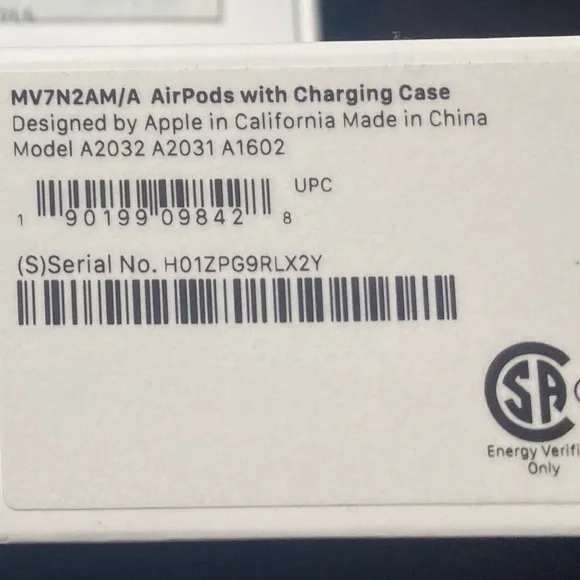 MV7N2AM/A AirPods with Charging Case
Designed by Apple in California Made in China
Model A2032 A2031 A1602
UPC
1 90199 09842 8
(S)Serial No. H01ZPG9RLX2Y
SA
Energy Verifi
Only